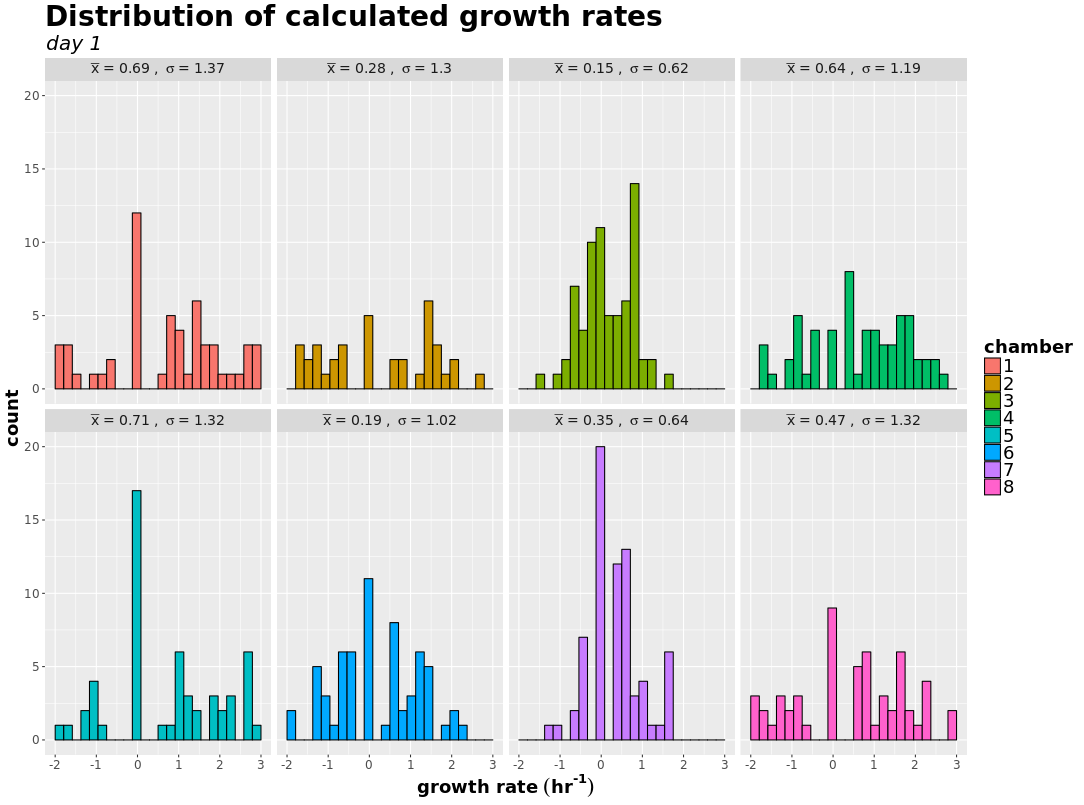 Distribution of calculated growth rates
day 1
x̅ = 0.69 , σ = 1.37
x̅ = 0.28 , σ = 1.3
x̅ = 0.15 , σ = 0.62
x̅ = 0.64 , σ = 1.19
20
15
10
5
0
x̅ = 0.71 , σ = 1.32
x̅ = 0.19 , σ = 1.02
x̅ = 0.35 , σ = 0.64
x̅ = 0.47 , σ = 1.32
20
15
10
5
0
-2 -1 0 1 2 3
-2 -1 0 1 2 3
-2 -1 0 1 2 3
-2 -1 0 1 2 3
count
growth rate (hr⁻¹)
chamber
1
2
3
4
5
6
7
8